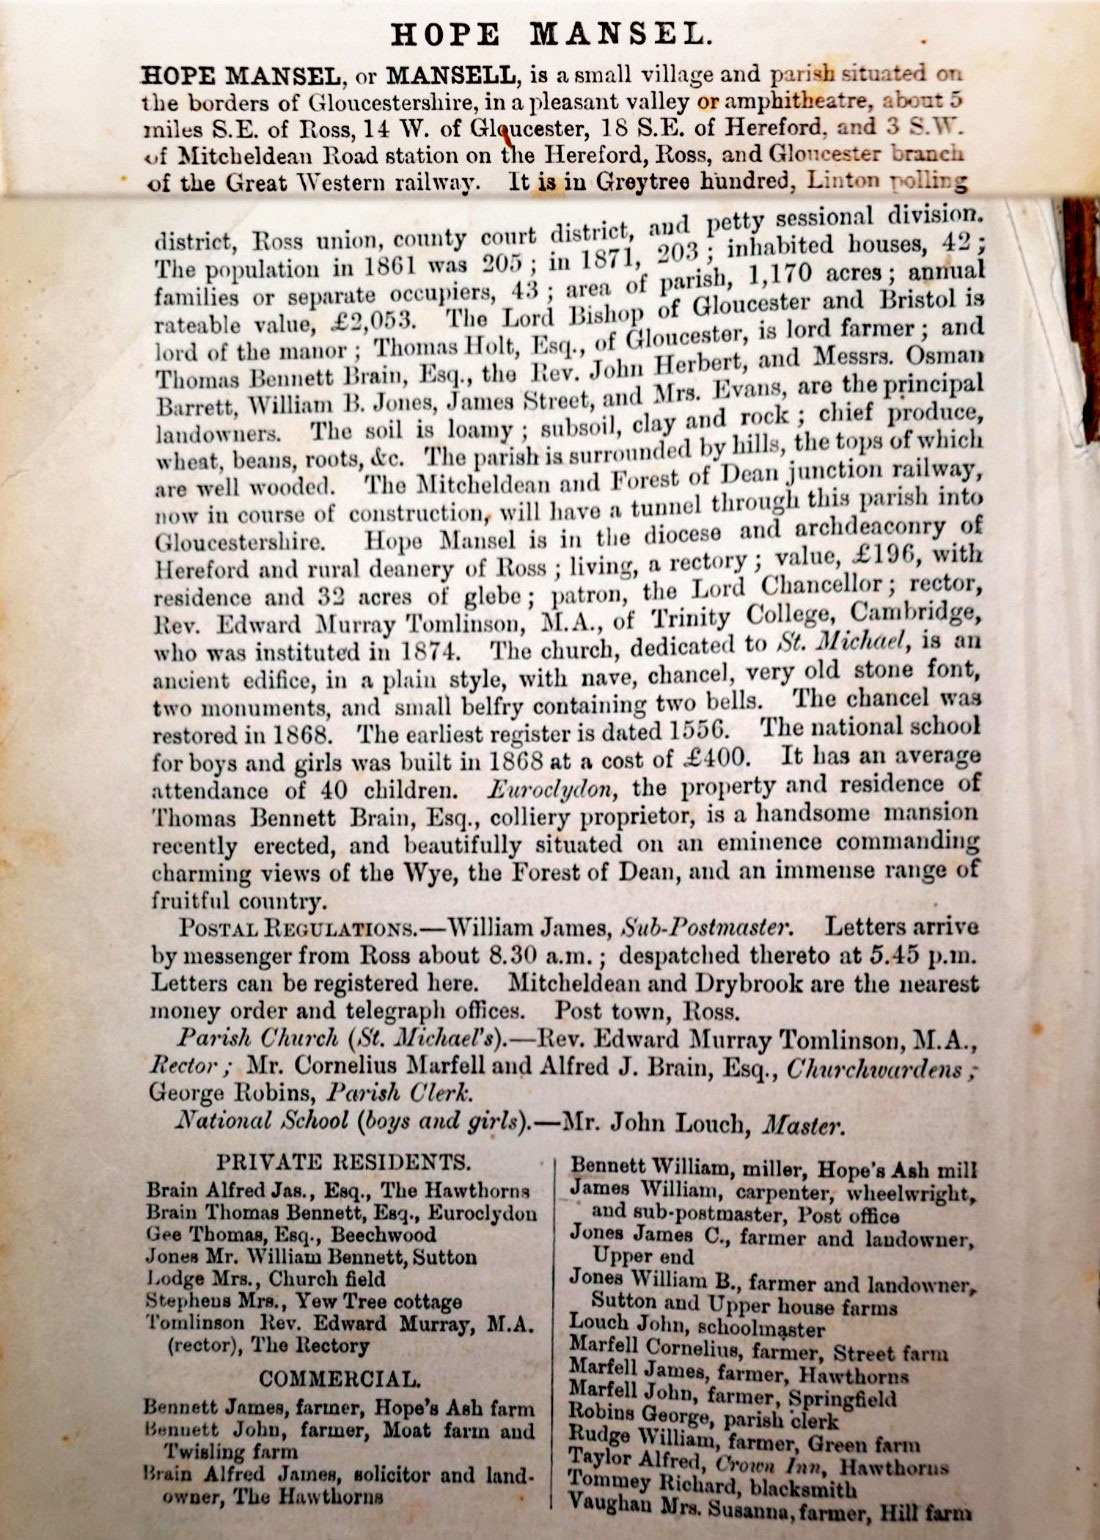 HOPE MANSEL.
HOPE MANSEL, or MANSELL, is a small village and parish situated on
the borders of Gloucestershire, in a pleasant valley or amphitheatre, about 5
miles S.E. of Ross, 14 W. of Gloucester, 18 S.E. of Hereford, and 3 S.W.
of Mitcheldean Road station on the Hereford, Ross, and Gloucester branch
of the Great Western railway. It is in Greytree hundred, Linton polling
district, Ross union, county court district, and petty sessional division.
The population in 1861 was 205; in 1871, 203; inhabited houses, 42;
families or separate occupiers, 43; area of parish, 1,170 acres; annual
rateable value, £2,053. The Lord Bishop of Gloucester and Bristol is
lord of the manor; Thomas Holt, Esq., of Gloucester, is lord farmer; and
Thomas Bennett Brain, Esq., the Rev. John Herbert, and Messrs. Osman
Barrett, William B. Jones, James Street, and Mrs. Evans, are the principal
landowners. The soil is loamy; subsoil, clay and rock; chief produce,
wheat, beans, roots, &c. The parish is surrounded by hills, the tops of which
are well wooded. The Mitcheldean and Forest of Dean junction railway,
now in course of construction, will have a tunnel through this parish into
Gloucestershire. Hope Mansel is in the diocese and archdeaconry of
Hereford and rural deanery of Ross; living, a rectory; value, £196, with
residence and 32 acres of glebe; patron, the Lord Chancellor; rector,
Rev. Edward Murray Tomlinson, M.A., of Trinity College, Cambridge,
who was instituted in 1874. The church, dedicated to St. Michael, is an
ancient edifice, in a plain style, with nave, chancel, very old stone font,
two monuments, and small belfry containing two bells. The chancel was
restored in 1868. The earliest register is dated 1556. The national school
for boys and girls was built in 1868 at a cost of £400. It has an average
attendance of 40 children. Euroclydon, the property and residence of
Thomas Bennett Brain, Esq., colliery proprietor, is a handsome mansion
recently erected, and beautifully situated on an eminence commanding
charming views of the Wye, the Forest of Dean, and an immense range of
fruitful country.
POSTAL REGULATIONS.—William James, Sub-Postmaster. Letters arrive
by messenger from Ross about 8.30 a.m.; despatched thereto at 5.45 p.m.
Letters can be registered here. Mitcheldean and Drybrook are the nearest
money order and telegraph offices. Post town, Ross.
Parish Church (St. Michael's).—Rev. Edward Murray Tomlinson, M.A.,
Rector; Mr. Cornelius Marfell and Alfred J. Brain, Esq., Churchwardens;
George Robins, Parish Clerk.
National School (boys and girls).—Mr. John Louch, Master.
PRIVATE RESIDENTS.
Brain Alfred Jas., Esq., The Hawthorns
Brain Thomas Bennett, Esq., Euroclydon
Gee Thomas, Esq., Beechwood
Jones Mr. William Bennett, Sutton
Lodge Mrs., Church field
Stephens Mrs., Yew Tree cottage
Tomlinson Rev. Edward Murray, M.A.
(rector), The Rectory
COMMERCIAL.
Bennett James, farmer, Hope's Ash farm
Bennett John, farmer, Moat farm and
Twisling farm
Brain Alfred James, solicitor and land-
owner, The Hawthorns
Bennett William, miller, Hope's Ash mill
James William, carpenter, wheelwright,
and sub-postmaster, Post office
Jones James C., farmer and landowner,
Upper end
Jones William B., farmer and landowner,
Sutton and Upper house farms
Louch John, schoolmaster
Marfell Cornelius, farmer, Street farm
Marfell James, farmer, Hawthorns
Marfell John, farmer, Springfield
Robins George, parish clerk
Rudge William, farmer, Green farm
Taylor Alfred, Crown Inn, Hawthorns
Tommey Richard, blacksmith
Vaughan Mrs. Susanna, farmer, Hill farm